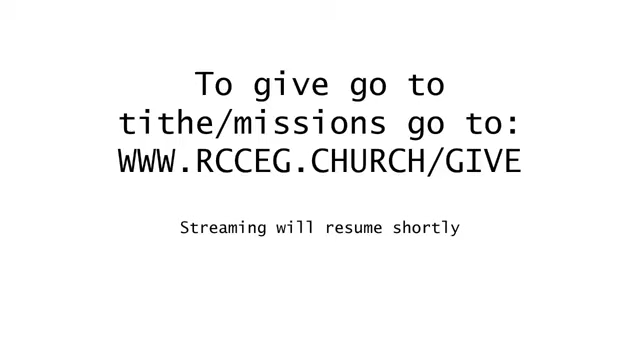 To give go to
tithe/missions go to:
WWW.RCCEG.CHURCH/GIVE
Streaming will resume shortly